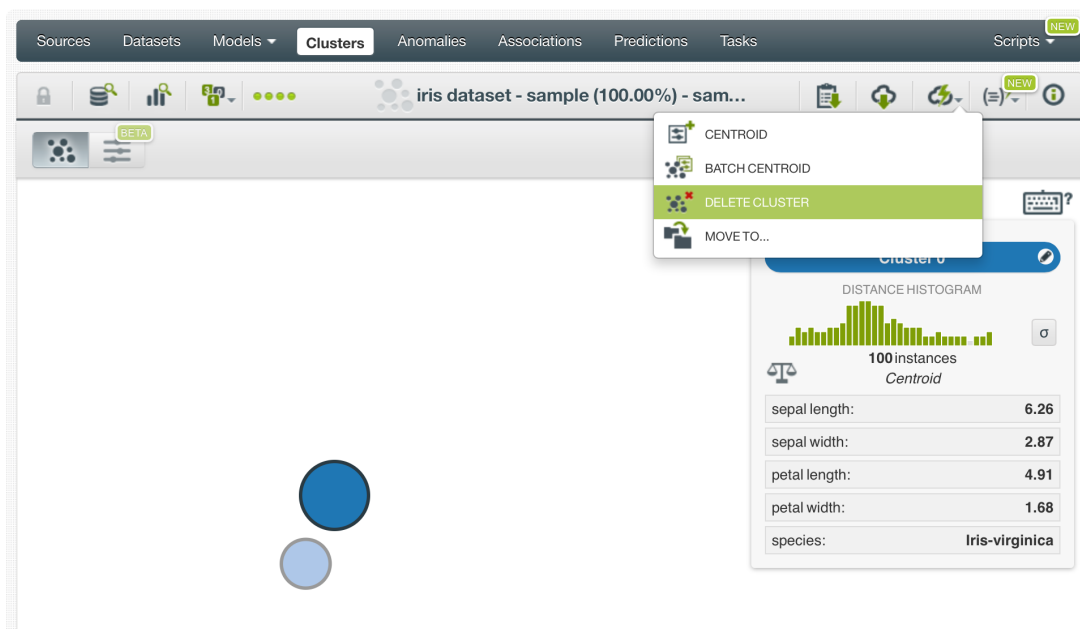 Sources Datasets Models Clusters Anomalies Associations Predictions Tasks Scripts NEW
iris dataset - sample (100.00%) - sam... NEW
BETA
CENTROID
BATCH CENTROID
DELETE CLUSTER
MOVE TO...
?
Cluster 0
DISTANCE HISTOGRAM
σ
100 instances
Centroid
sepal length: 6.26
sepal width: 2.87
petal length: 4.91
petal width: 1.68
species: Iris-virginica